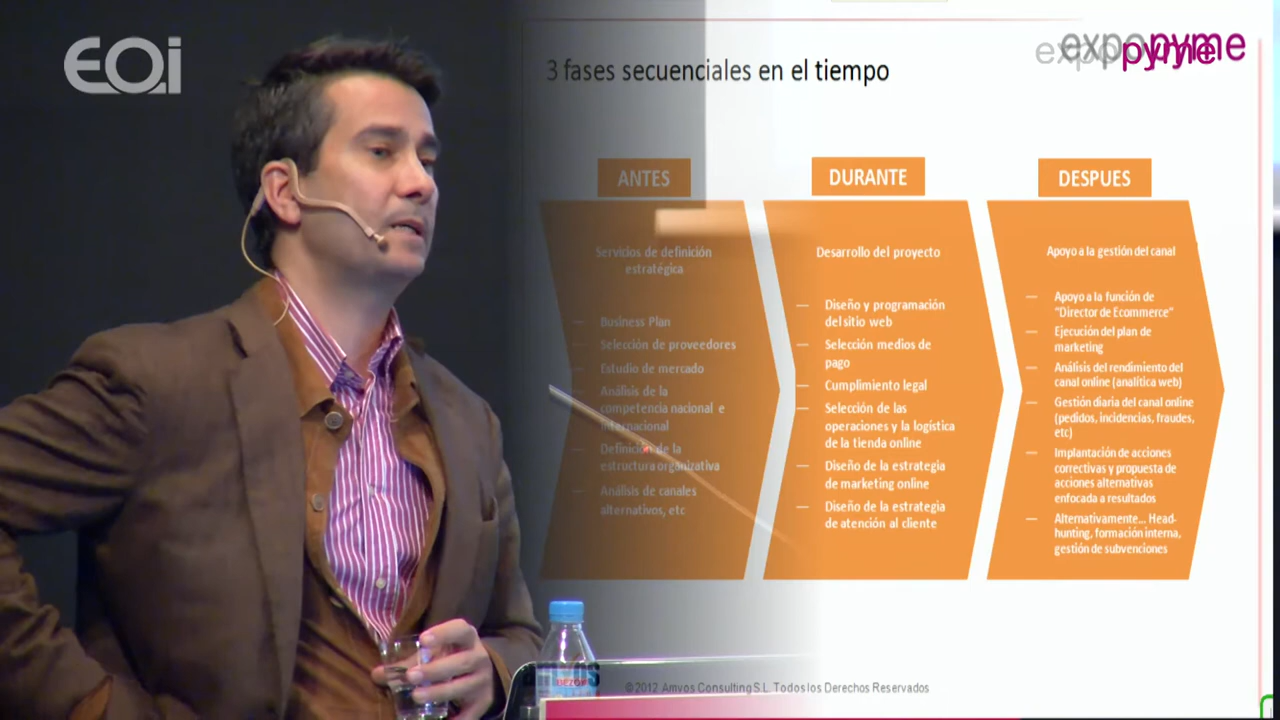 EOi
expopyme
expopyme
3 fases secuenciales en el tiempo
ANTES
Servicios de definición
estratégica
— Business Plan
— Selección de proveedores
— Estudio de mercado
— Análisis de la
competencia nacional e
internacional
— Definición de la
estructura organizativa
— Análisis de canales
alternativos, etc
DURANTE
Desarrollo del proyecto
— Diseño y programación
del sitio web
— Selección medios de
pago
— Cumplimiento legal
— Selección de las
operaciones y la logística
de la tienda online
— Diseño de la estrategia
de marketing online
— Diseño de la estrategia
de atención al cliente
DESPUES
Apoyo a la gestión del canal
— Apoyo a la función de
"Director de Ecommerce"
— Ejecución del plan de
marketing
— Análisis del rendimiento del
canal online (analítica web)
— Gestión diaria del canal online
(pedidos, incidencias, fraudes,
etc)
— Implantación de acciones
correctivas y propuesta de
acciones alternativas
enfocada a resultados
— Alternativamente... Head-
hunting, formación interna,
gestión de subvenciones
BEZOYA
©2012 Amvos Consulting S.L. Todos los Derechos Reservados